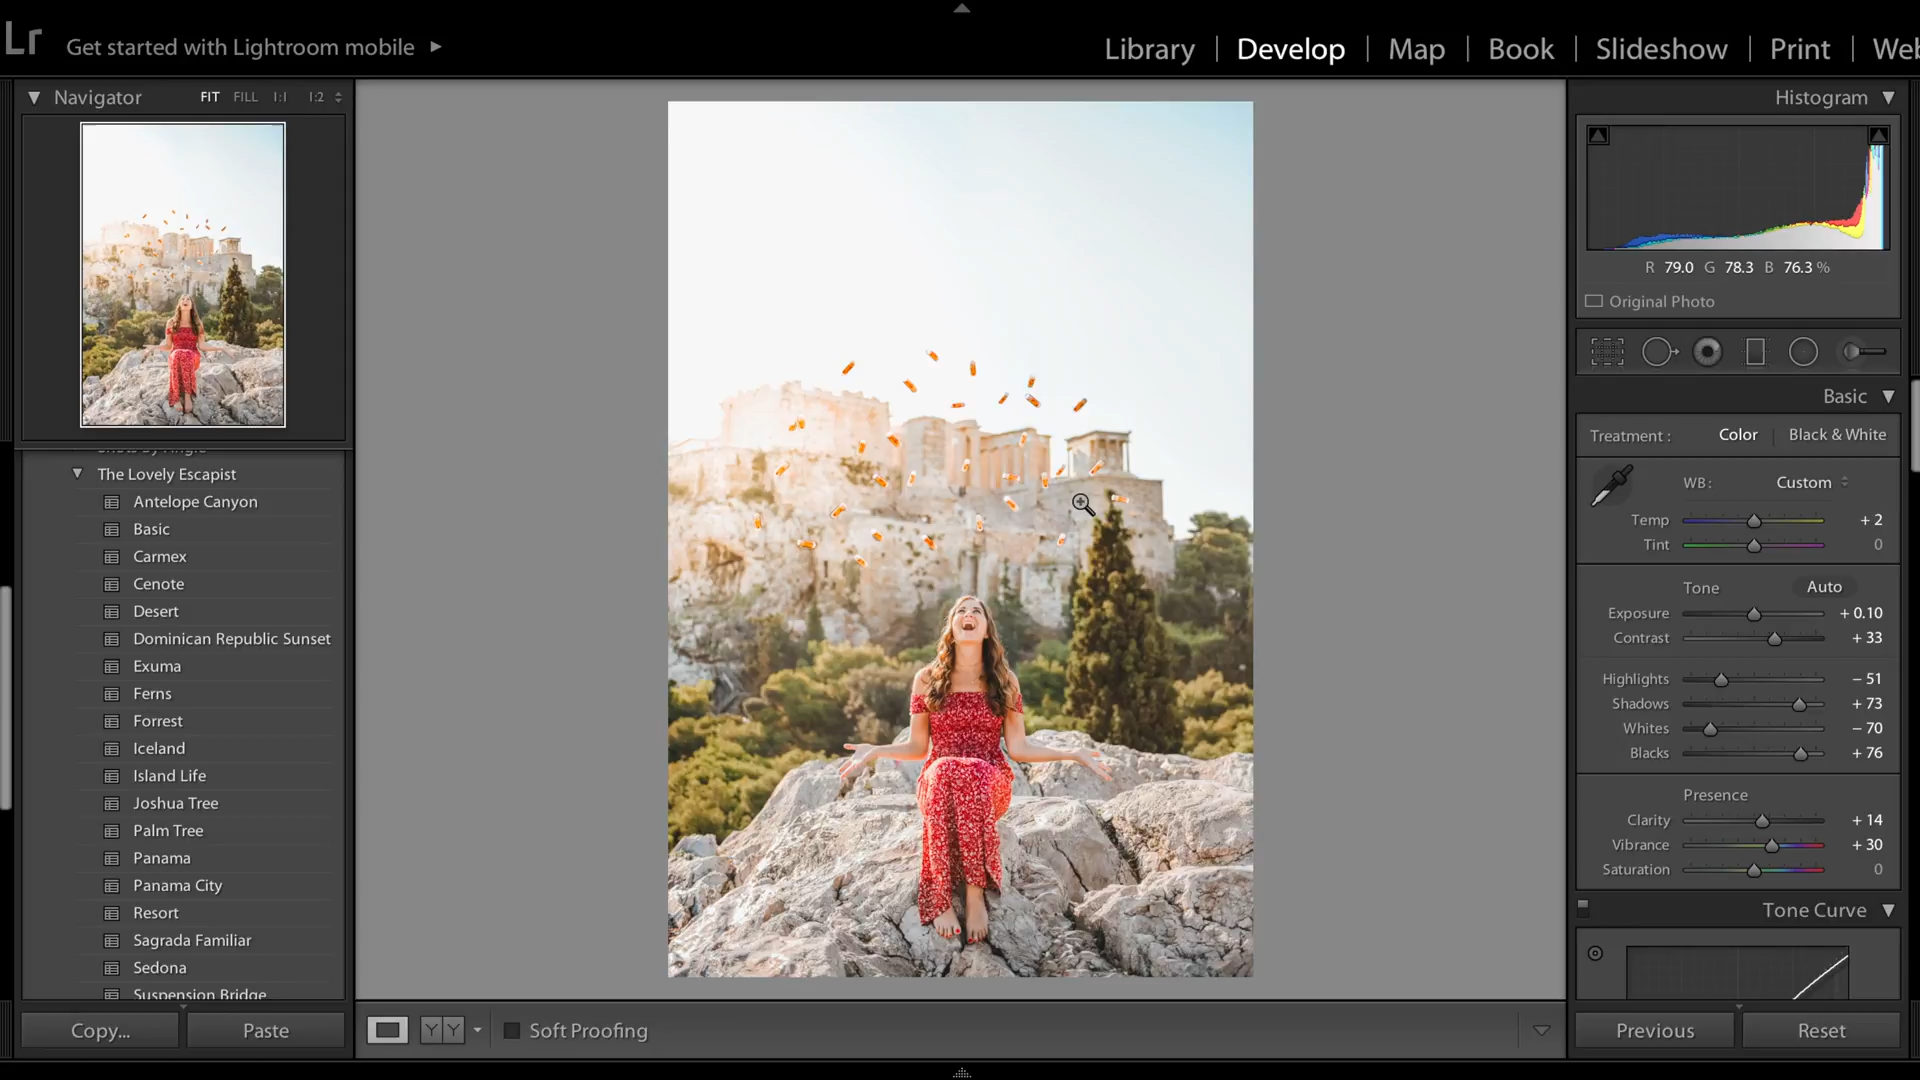 Lr
Get started with Lightroom mobile
Library | Develop | Map | Book | Slideshow | Print | Web
Navigator FIT FILL 1:1 1:2
The Lovely Escapist
Antelope Canyon
Basic
Carmex
Cenote
Desert
Dominican Republic Sunset
Exuma
Ferns
Forrest
Iceland
Island Life
Joshua Tree
Palm Tree
Panama
Panama City
Resort
Sagrada Familiar
Sedona
Suspension Bridge
Copy... Paste
YY
Soft Proofing
Histogram
R 79.0 G 78.3 B 76.3 %
Original Photo
Basic
Treatment : Color | Black & White
WB : Custom
Temp + 2
Tint 0
Tone Auto
Exposure + 0.10
Contrast + 33
Highlights − 51
Shadows + 73
Whites − 70
Blacks + 76
Presence
Clarity + 14
Vibrance + 30
Saturation 0
Tone Curve
Previous Reset